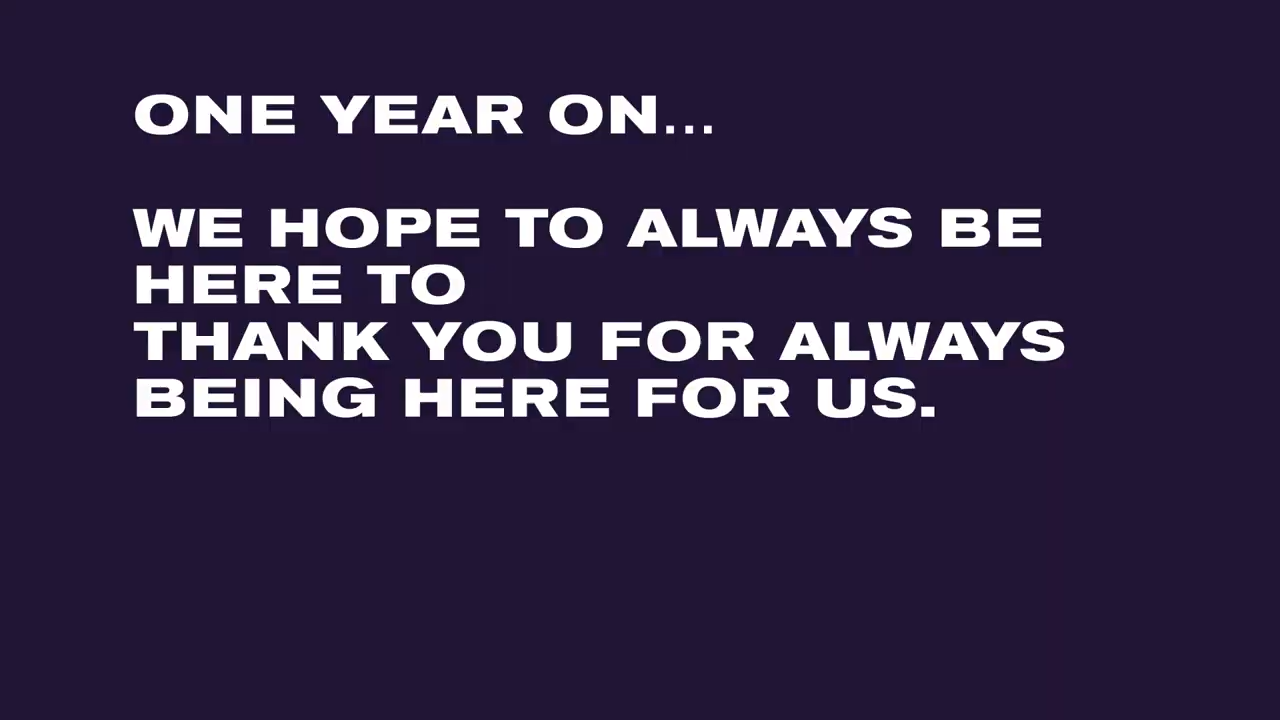 ONE YEAR ON...
WE HOPE TO ALWAYS BE
HERE TO
THANK YOU FOR ALWAYS
BEING HERE FOR US.